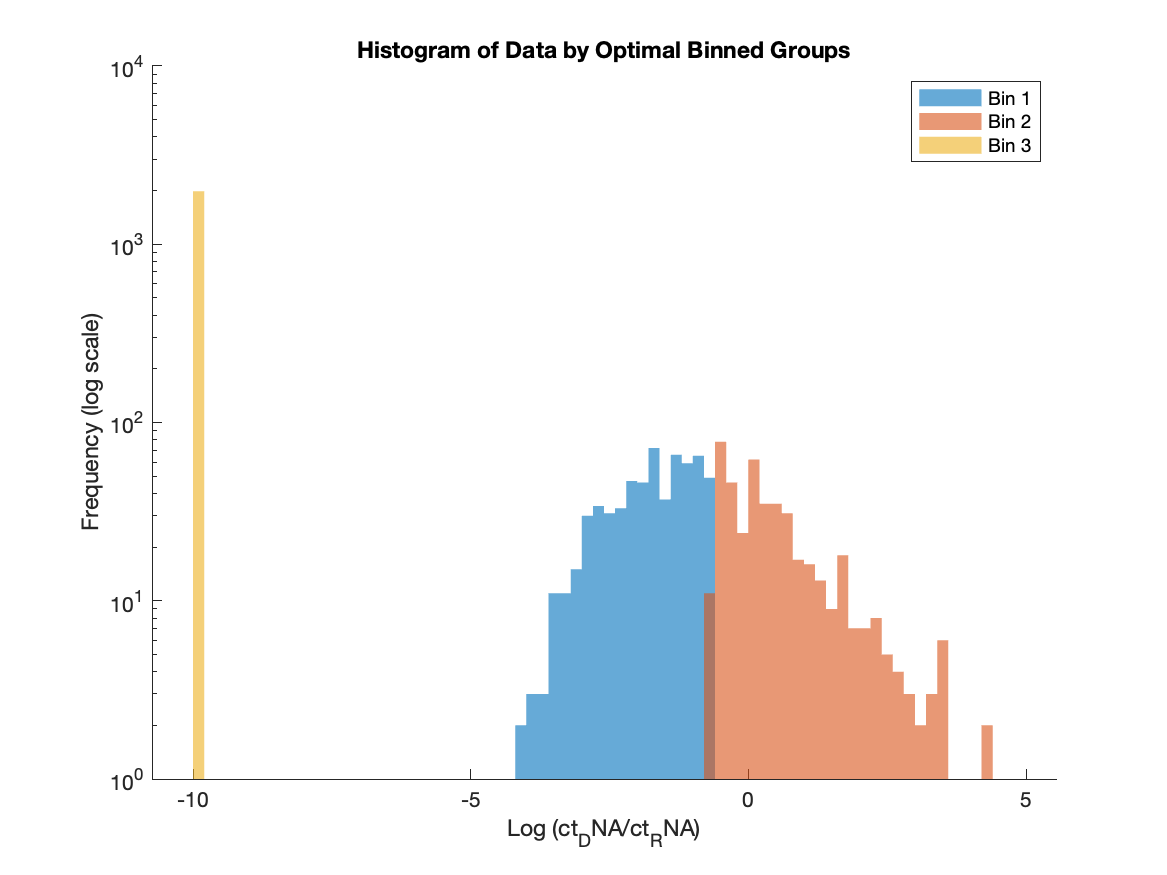 Histogram of Data by Optimal Binned Groups
Bin 1
Bin 2
Bin 3
Frequency (log scale)
10⁴
10³
10²
10¹
10⁰
-10 -5 0 5
Log (ct_DNA/ct_RNA)